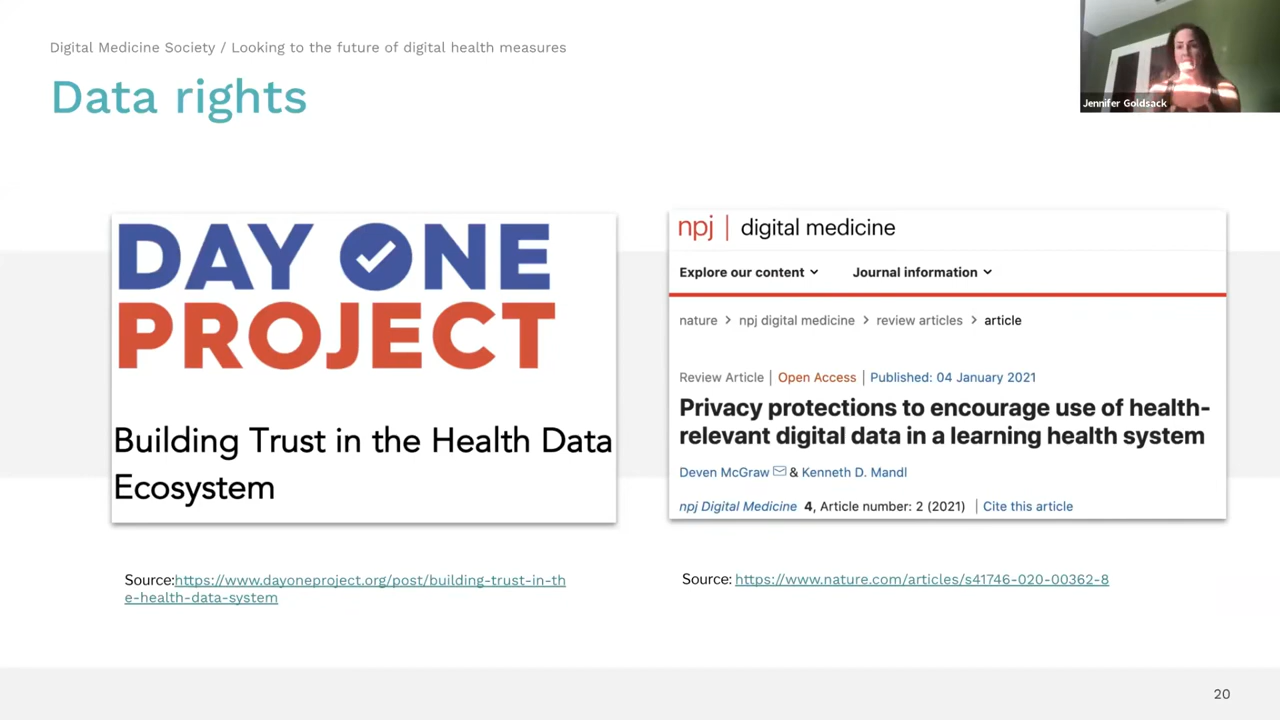 Digital Medicine Society / Looking to the future of digital health measures
Data rights
Jennifer Goldsack
DAY ONE
PROJECT
Building Trust in the Health Data
Ecosystem
Source:https://www.dayoneproject.org/post/building-trust-in-th
e-health-data-system
npj | digital medicine
Explore our content
Journal information
nature > npj digital medicine > review articles > article
Review Article | Open Access | Published: 04 January 2021
Privacy protections to encourage use of health-
relevant digital data in a learning health system
Deven McGraw & Kenneth D. Mandl
npj Digital Medicine 4, Article number: 2 (2021) | Cite this article
Source: https://www.nature.com/articles/s41746-020-00362-8
20